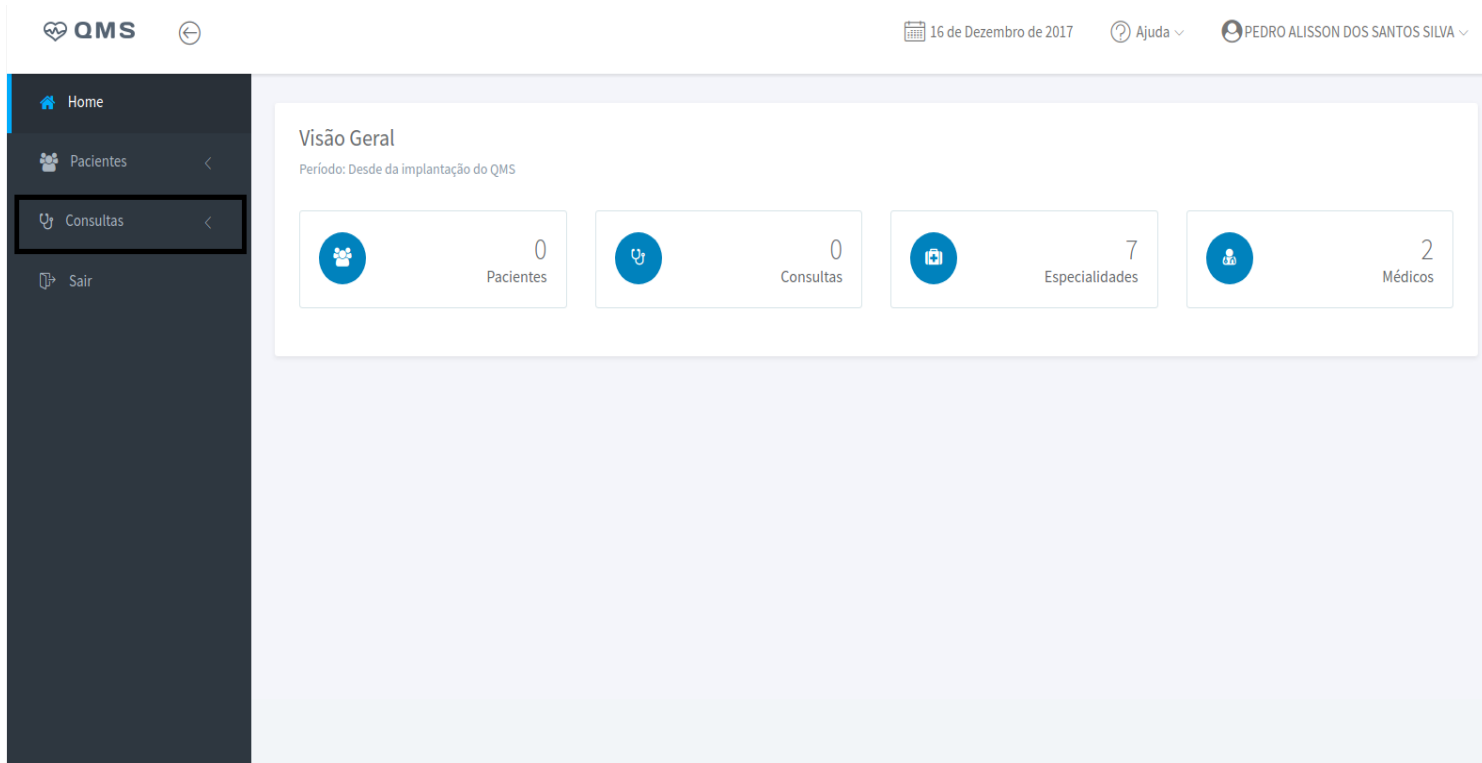 QMS
16 de Dezembro de 2017
Ajuda
PEDRO ALISSON DOS SANTOS SILVA
Home
Pacientes
Consultas
Sair
Visão Geral
Período: Desde da implantação do QMS
0
Pacientes
0
Consultas
7
Especialidades
2
Médicos